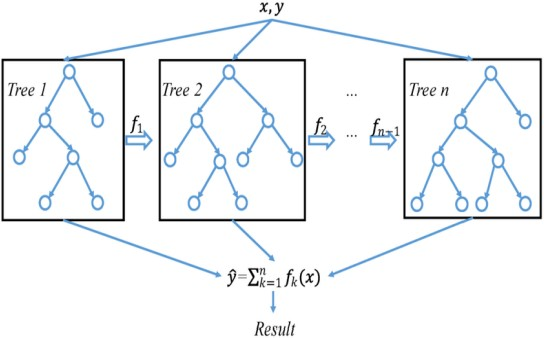 x, y
Tree 1
f₁
Tree 2
f₂
...
...
fₙ₋₁
Tree n
ŷ=∑ⁿₖ₌₁ fₖ(x)
Result